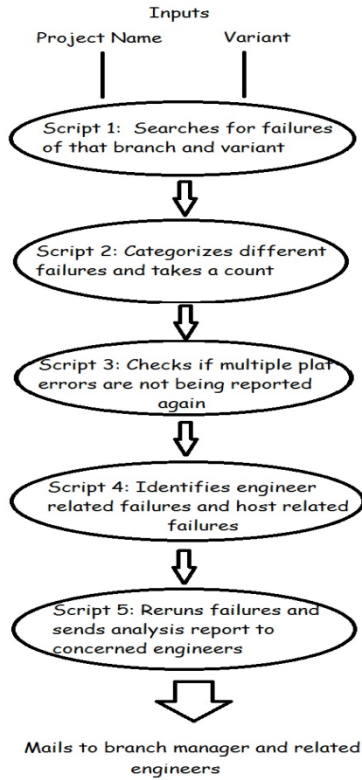 Inputs
Project Name Variant
Script 1: Searches for failures
of that branch and variant
Script 2: Categorizes different
failures and takes a count
Script 3: Checks if multiple plat
errors are not being reported
again
Script 4: Identifies engineer
related failures and host related
failures
Script 5: Reruns failures and
sends analysis report to
concerned engineers
Mails to branch manager and related
engineers